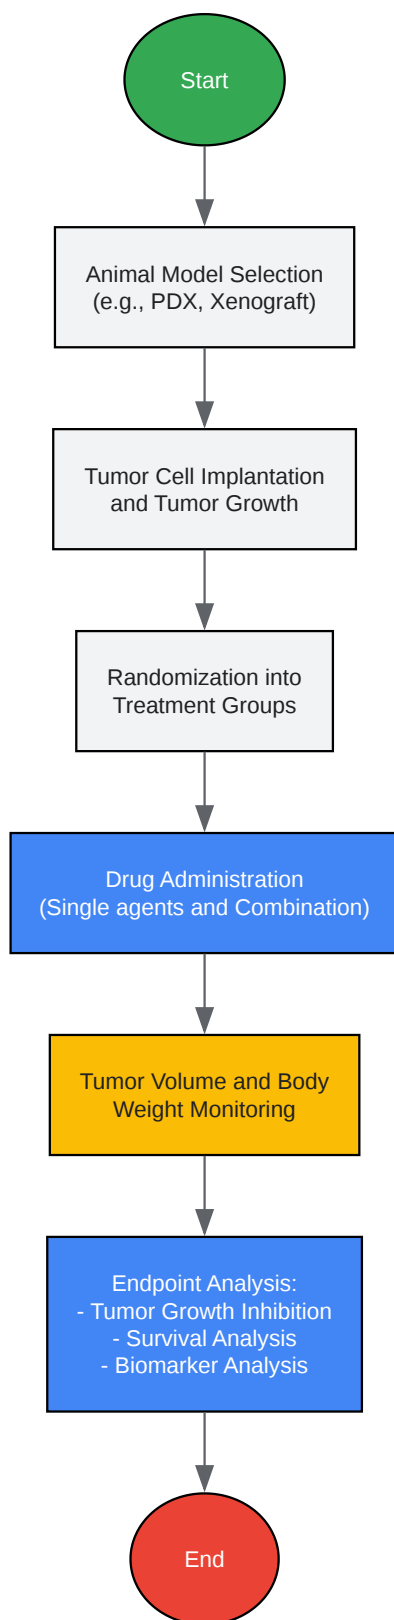 Start
Animal Model Selection
(e.g., PDX, Xenograft)
Tumor Cell Implantation
and Tumor Growth
Randomization into
Treatment Groups
Drug Administration
(Single agents and Combination)
Tumor Volume and Body
Weight Monitoring
Endpoint Analysis:
- Tumor Growth Inhibition
- Survival Analysis
- Biomarker Analysis
End